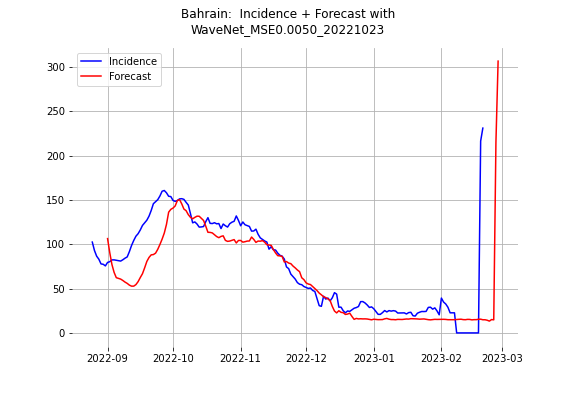 Bahrain:  Incidence + Forecast with
WaveNet_MSE0.0050_20221023
Incidence
Forecast
300
250
200
150
100
50
0
2022-09 2022-10 2022-11 2022-12 2023-01 2023-02 2023-03